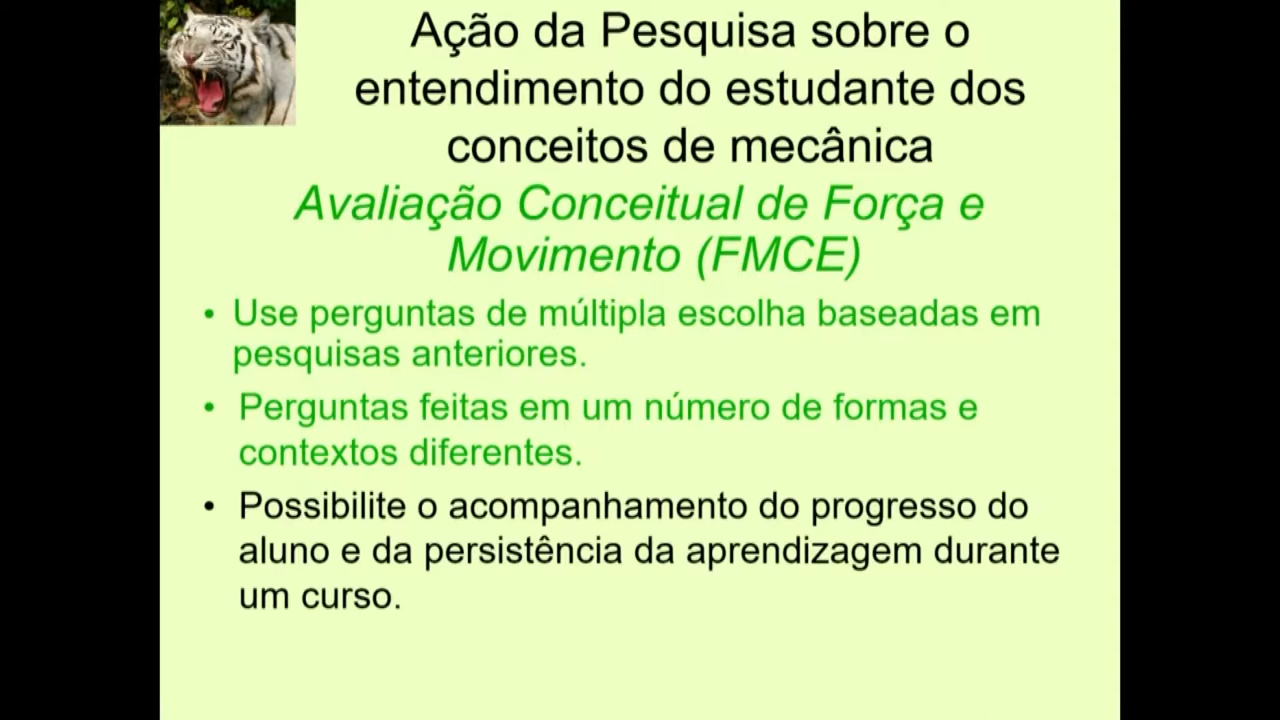 Ação da Pesquisa sobre o
entendimento do estudante dos
conceitos de mecânica
Avaliação Conceitual de Força e
Movimento (FMCE)
• Use perguntas de múltipla escolha baseadas em
pesquisas anteriores.
• Perguntas feitas em um número de formas e
contextos diferentes.
• Possibilite o acompanhamento do progresso do
aluno e da persistência da aprendizagem durante
um curso.